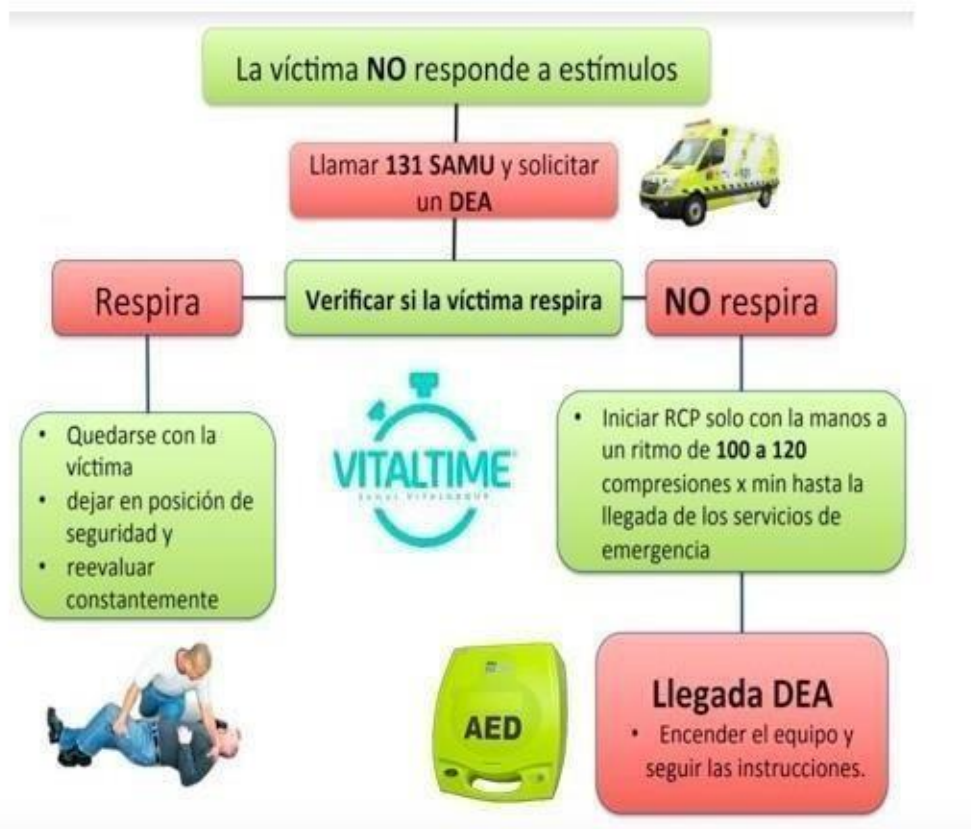 La víctima NO responde a estímulos
Llamar 131 SAMU y solicitar
un DEA
Respira
Verificar si la víctima respira
NO respira
• Quedarse con la
víctima
• dejar en posición de
seguridad y
• reevaluar
constantemente
VITALTIME
• Iniciar RCP solo con la manos a
un ritmo de 100 a 120
compresiones x min hasta la
llegada de los servicios de
emergencia
AED
Llegada DEA
• Encender el equipo y
seguir las instrucciones.